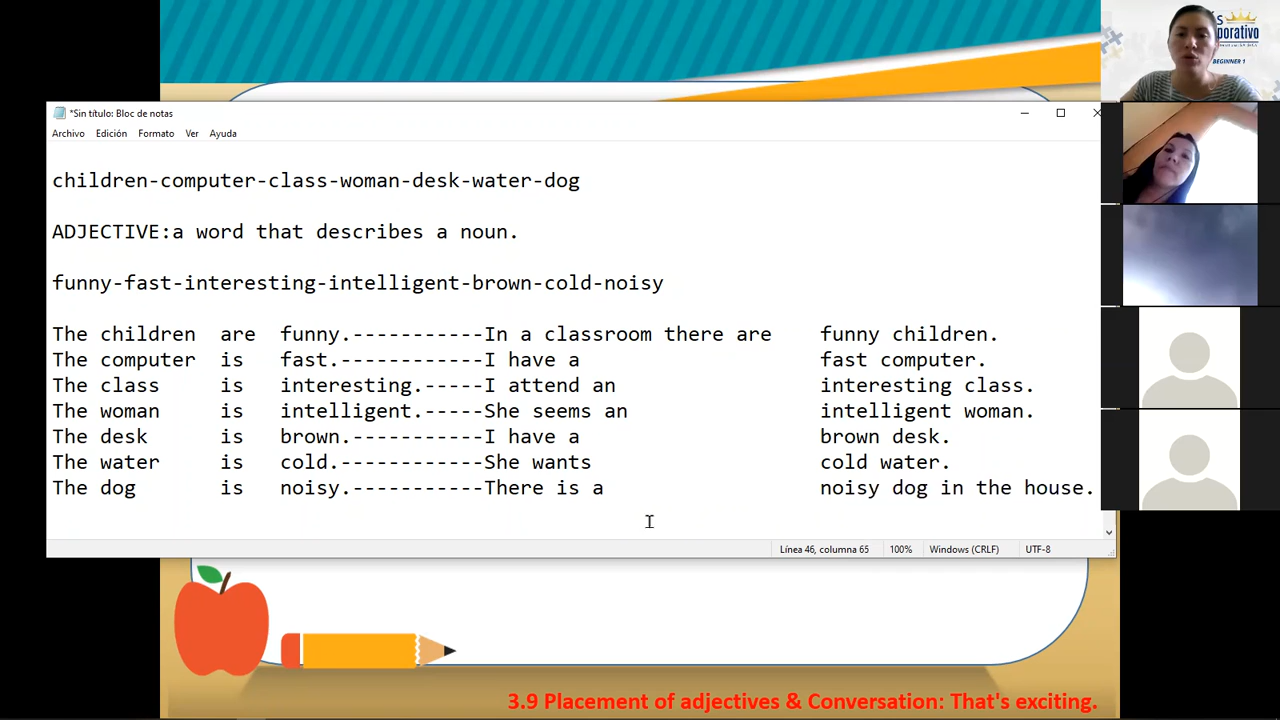 *Sin título: Bloc de notas
Archivo Edición Formato Ver Ayuda
children-computer-class-woman-desk-water-dog
ADJECTIVE:a word that describes a noun.
funny-fast-interesting-intelligent-brown-cold-noisy
The children are funny.-----------In a classroom there are funny children.
The computer is fast.------------I have a fast computer.
The class is interesting.-----I attend an interesting class.
The woman is intelligent.-----She seems an intelligent woman.
The desk is brown.-----------I have a brown desk.
The water is cold.------------She wants cold water.
The dog is noisy.-----------There is a noisy dog in the house.
Línea 46, columna 65 100% Windows (CRLF) UTF-8
3.9 Placement of adjectives & Conversation: That's exciting.
BEGINNER 1